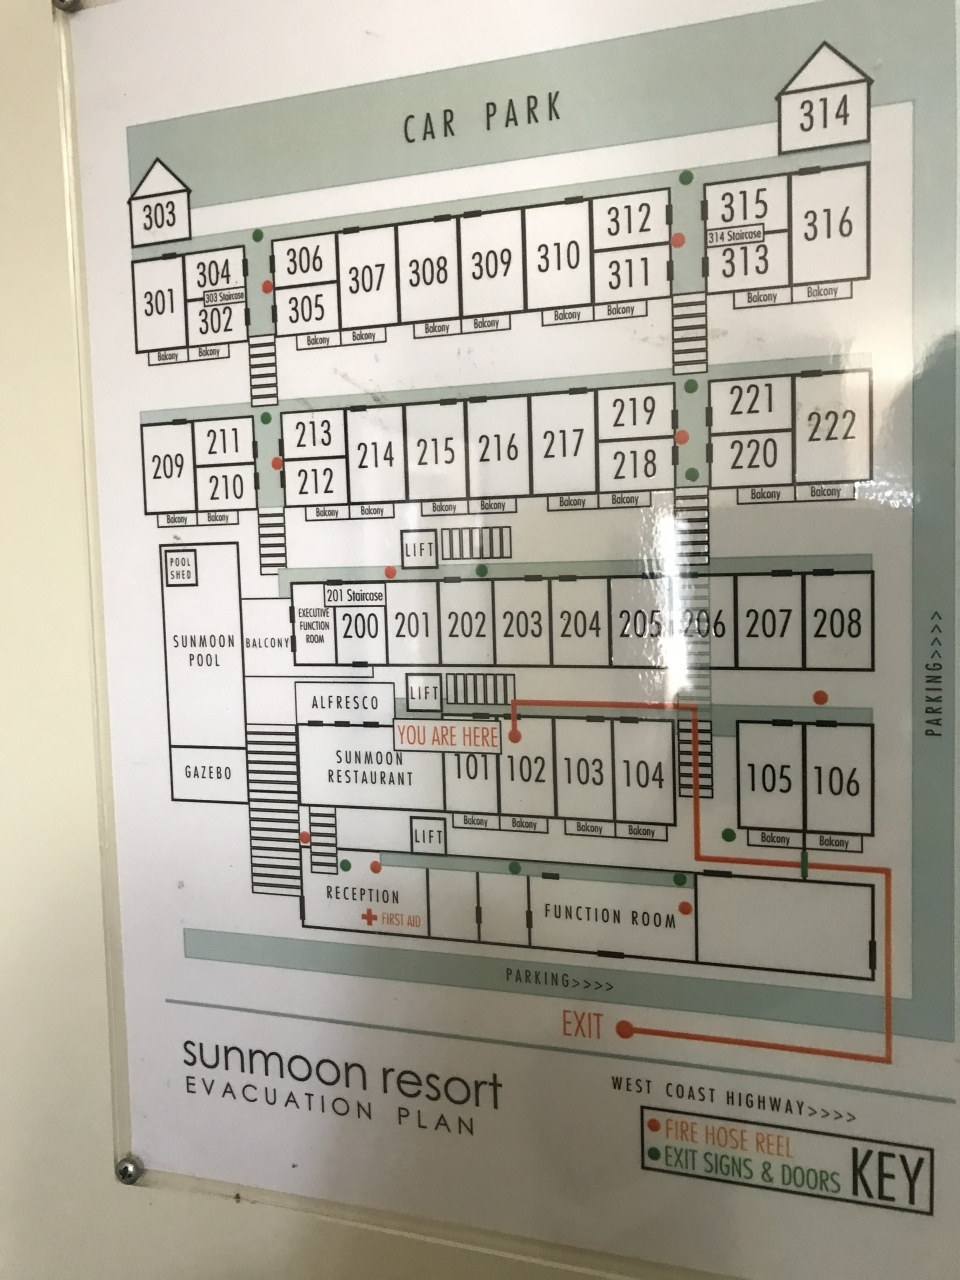 CAR PARK
314
303
301
304
303 Staircase
302
306
305
307
308
309
310
312
311
315
314 Staircase
313
316
Balcony Balcony Balcony Balcony Balcony Balcony Balcony Balcony Balcony Balcony
209
211
210
213
212
214
215
216
217
219
218
221
220
222
Balcony Balcony Balcony Balcony Balcony Balcony Balcony Balcony Balcony Balcony
POOL
SHED
LIFT
SUNMOON
POOL
BALCONY
EXECUTIVE
FUNCTION
ROOM
201 Staircase
200
201
202
203
204
205
206
207
208
ALFRESCO
LIFT
YOU ARE HERE
GAZEBO
SUNMOON
RESTAURANT
101
102
103
104
105
106
Balcony Balcony Balcony Balcony Balcony Balcony
LIFT
RECEPTION
FIRST AID
FUNCTION ROOM
PARKING>>>>>
PARKING>>>>
EXIT
sunmoon resort
EVACUATION PLAN
WEST COAST HIGHWAY>>>>
FIRE HOSE REEL
EXIT SIGNS & DOORS
KEY